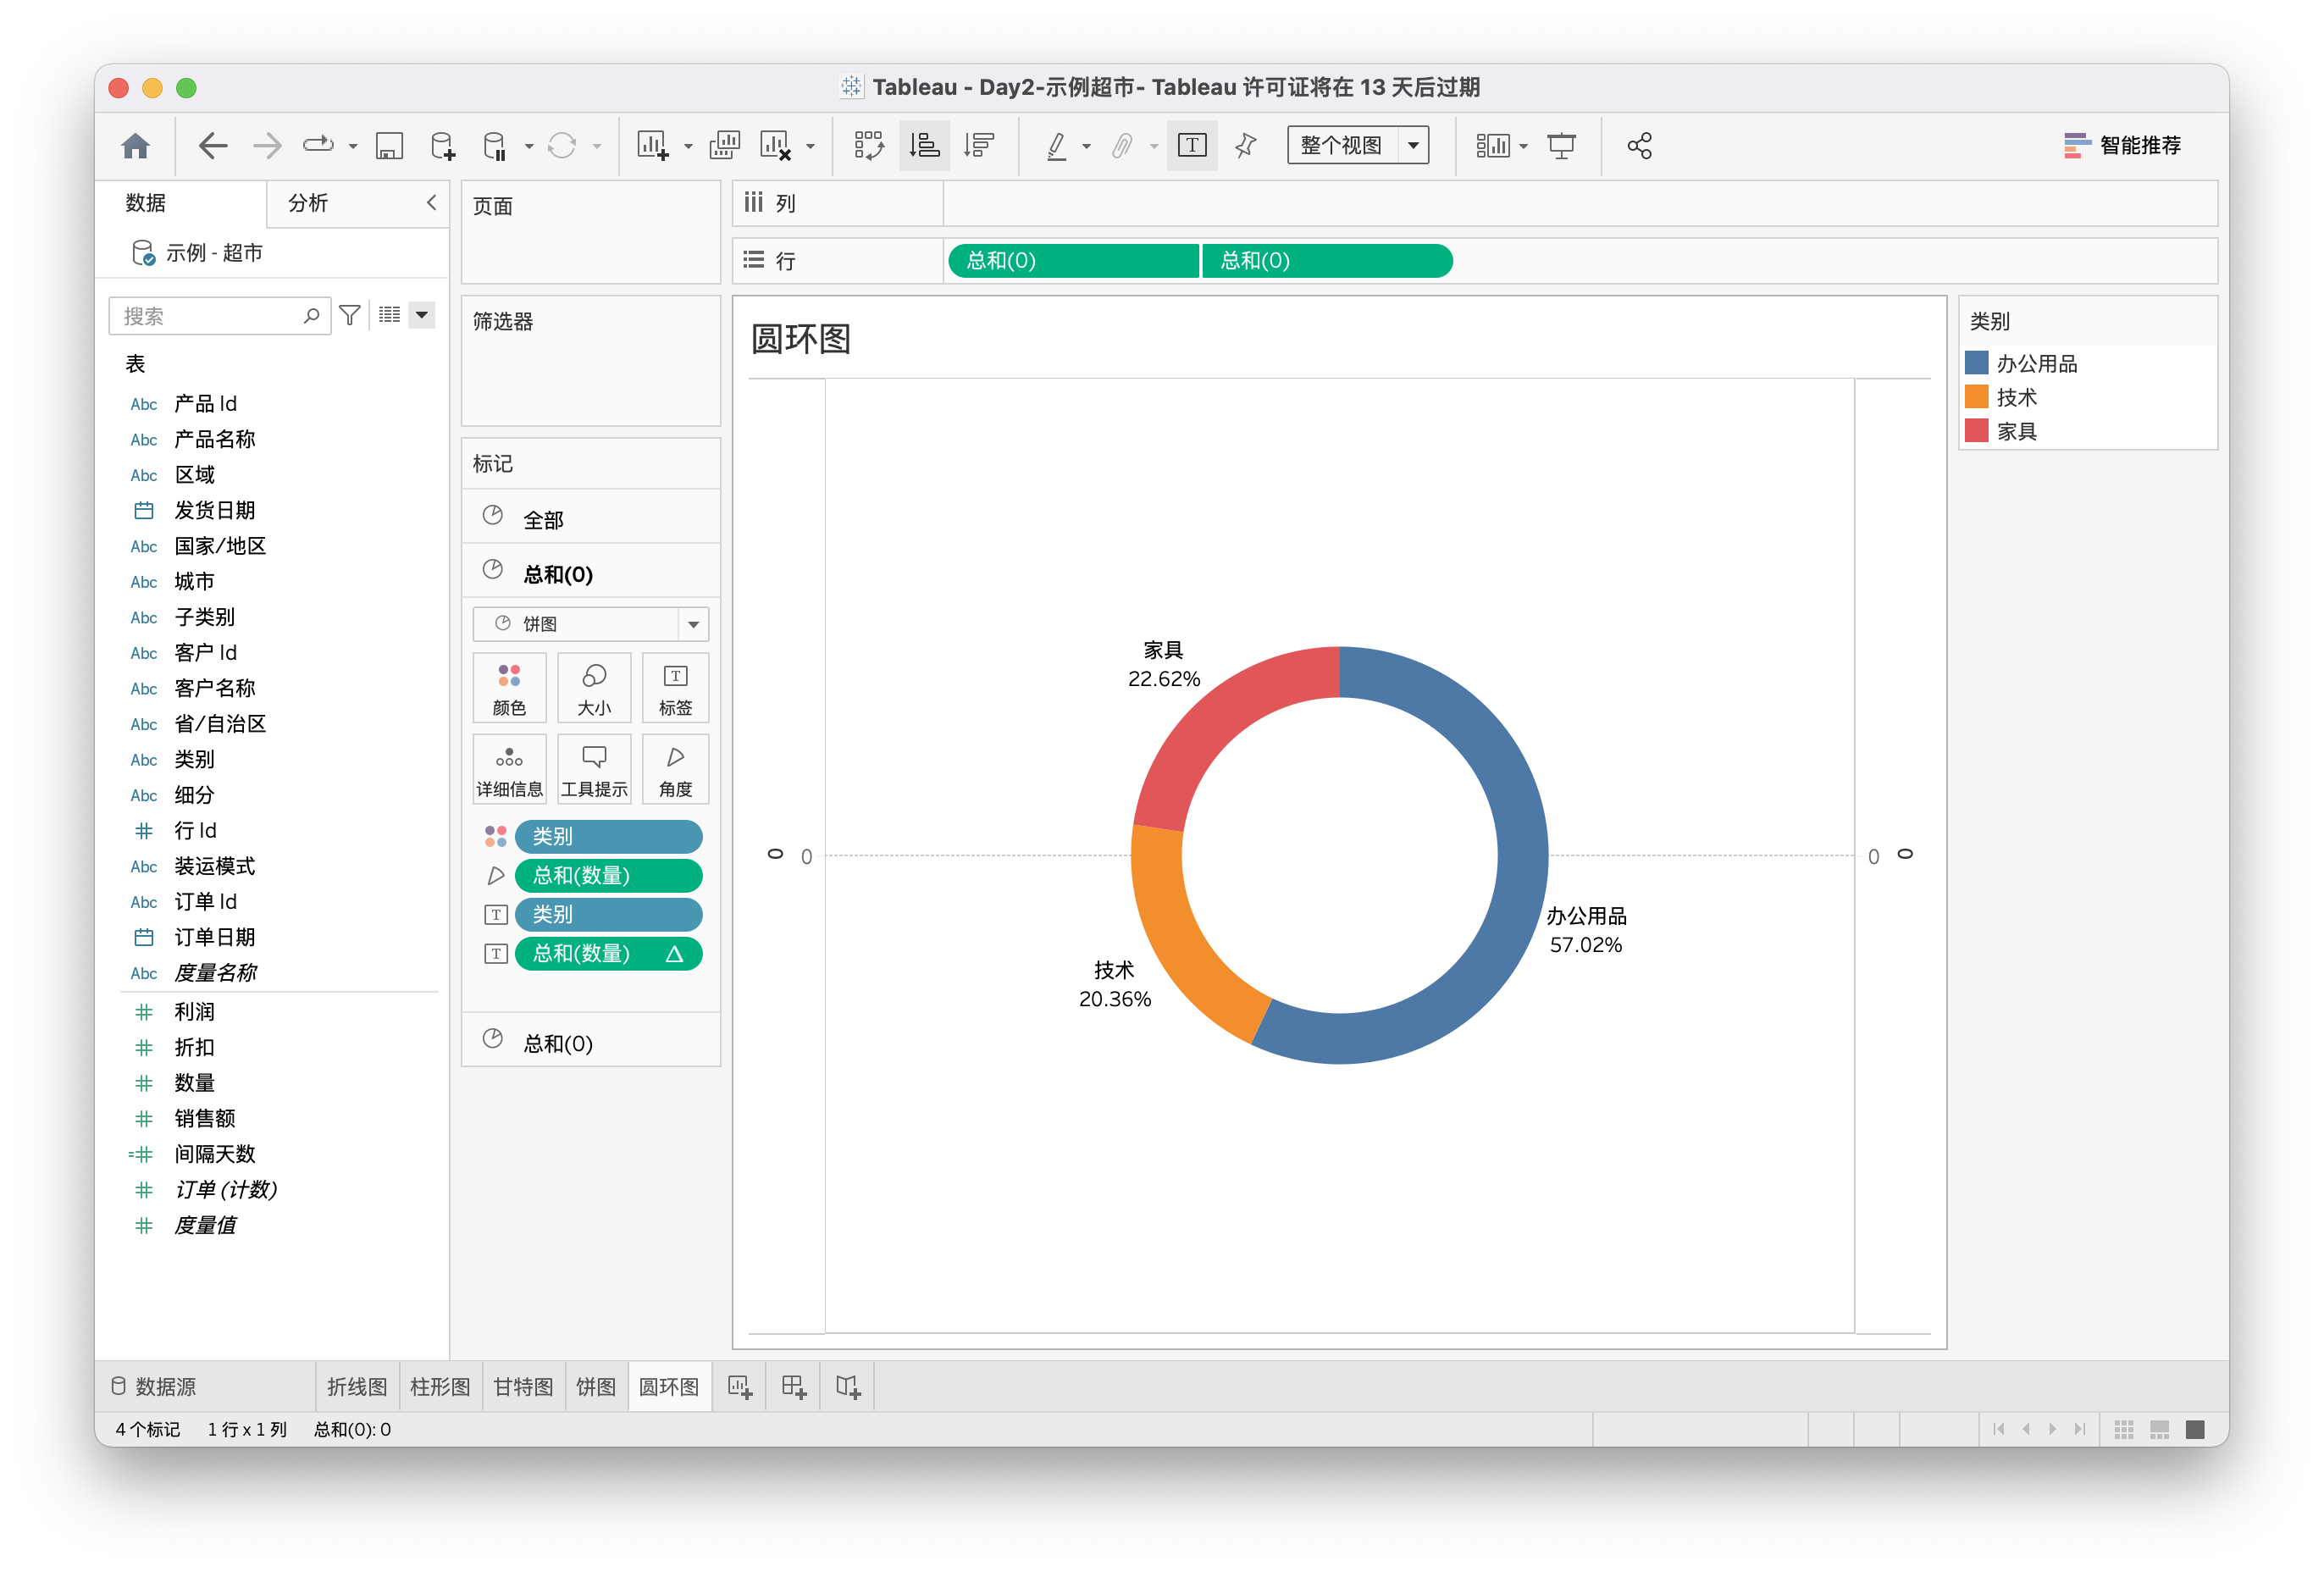 Tableau - Day2-示例超市- Tableau 许可证将在 13 天后过期
整个视图
智能推荐
数据
分析
示例 - 超市
搜索
表
Abc 产品 Id
Abc 产品名称
Abc 区域
发货日期
Abc 国家/地区
Abc 城市
Abc 子类别
Abc 客户 Id
Abc 客户名称
Abc 省/自治区
Abc 类别
Abc 细分
行 Id
Abc 装运模式
Abc 订单 Id
订单日期
Abc 度量名称
利润
折扣
数量
销售额
间隔天数
订单 (计数)
度量值
页面
筛选器
标记
全部
总和(0)
饼图
颜色
大小
标签
详细信息
工具提示
角度
类别
总和(数量)
类别
总和(数量)
总和(0)
列
行
总和(0)
总和(0)
圆环图
家具
22.62%
0
0
0
0
办公用品
57.02%
技术
20.36%
类别
办公用品
技术
家具
数据源
折线图
柱形图
甘特图
饼图
圆环图
4 个标记
1 行 x 1 列
总和(0): 0